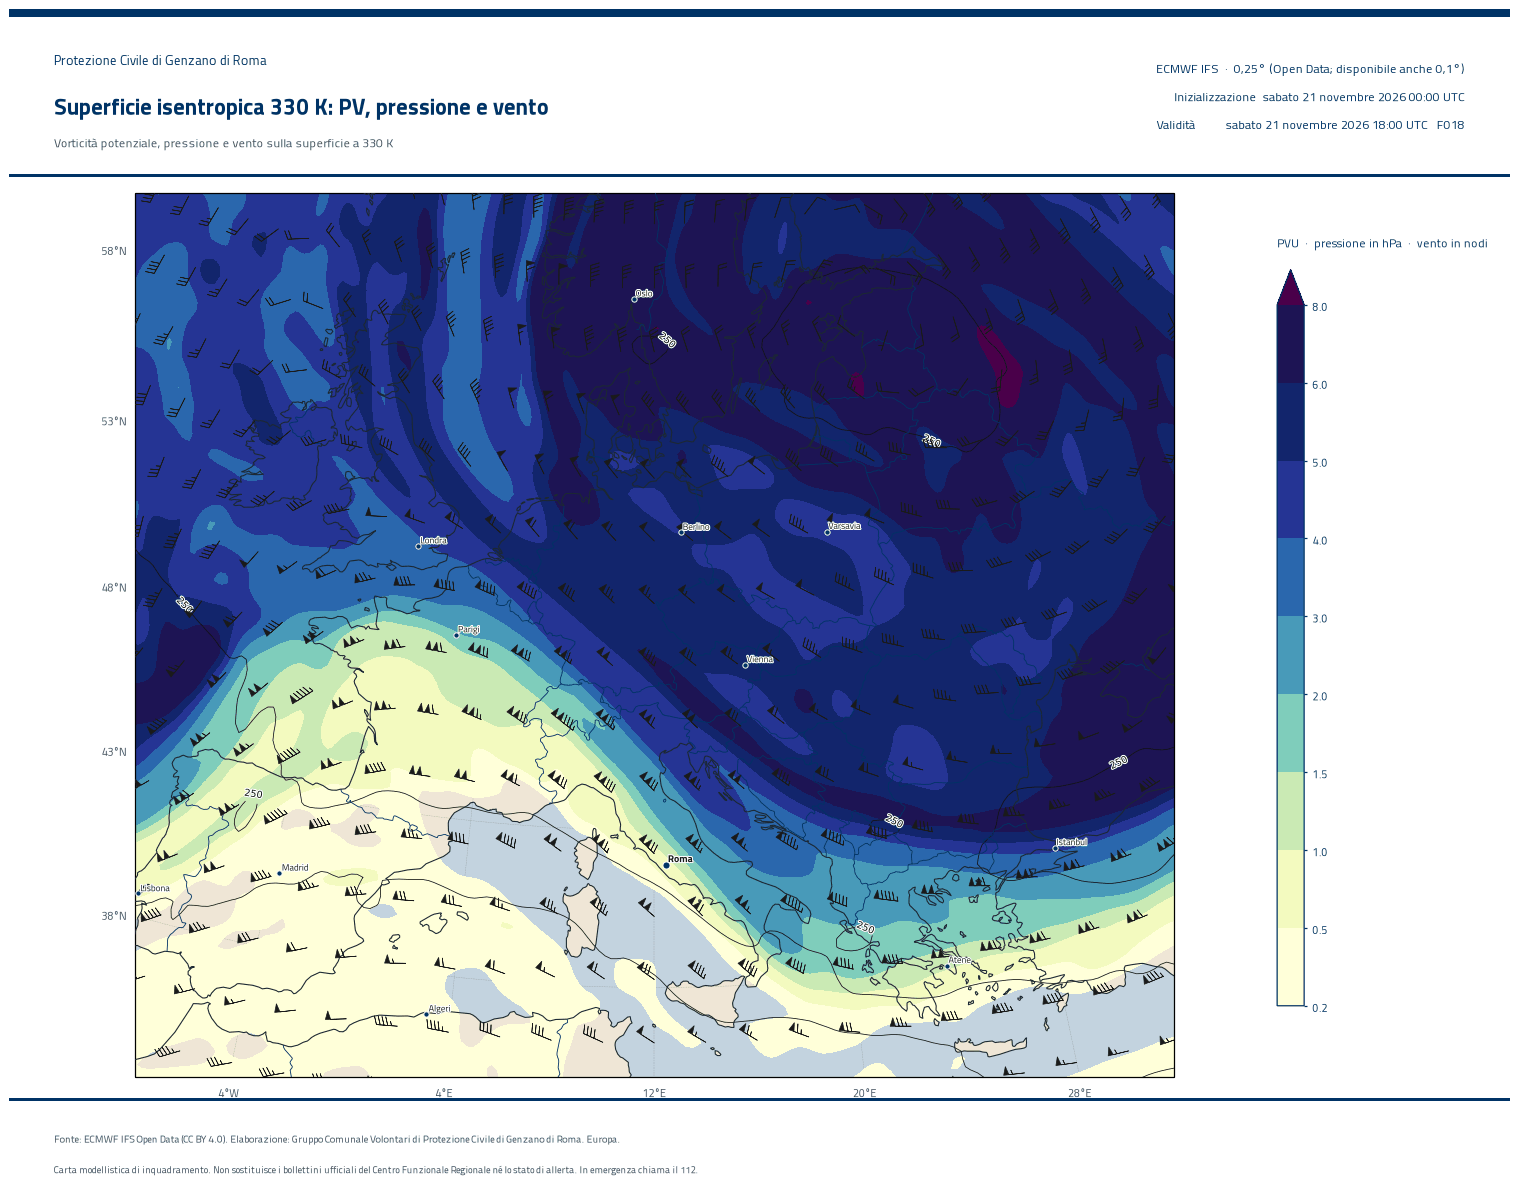 Protezione Civile di Genzano di Roma
Superficie isentropica 330 K: PV, pressione e vento
Vorticità potenziale, pressione e vento sulla superficie a 330 K
ECMWF IFS · 0,25° (Open Data; disponibile anche 0,1°)
Inizializzazione sabato 21 novembre 2026 00:00 UTC
Validità sabato 21 novembre 2026 18:00 UTC F018
PVU · pressione in hPa · vento in nodi
8.0
6.0
5.0
4.0
3.0
2.0
1.5
1.0
0.5
0.2
58°N
53°N
48°N
43°N
38°N
Oslo
250
250
Berlino
Varsavia
Londra
250
Parigi
Vienna
250
250
250
Istanbul
Roma
Madrid
Lisbona
250
Atene
Algeri
4°W
4°E
12°E
20°E
28°E
Fonte: ECMWF IFS Open Data (CC BY 4.0). Elaborazione: Gruppo Comunale Volontari di Protezione Civile di Genzano di Roma. Europa.
Carta modellistica di inquadramento. Non sostituisce i bollettini ufficiali del Centro Funzionale Regionale né lo stato di allerta. In emergenza chiama il 112.